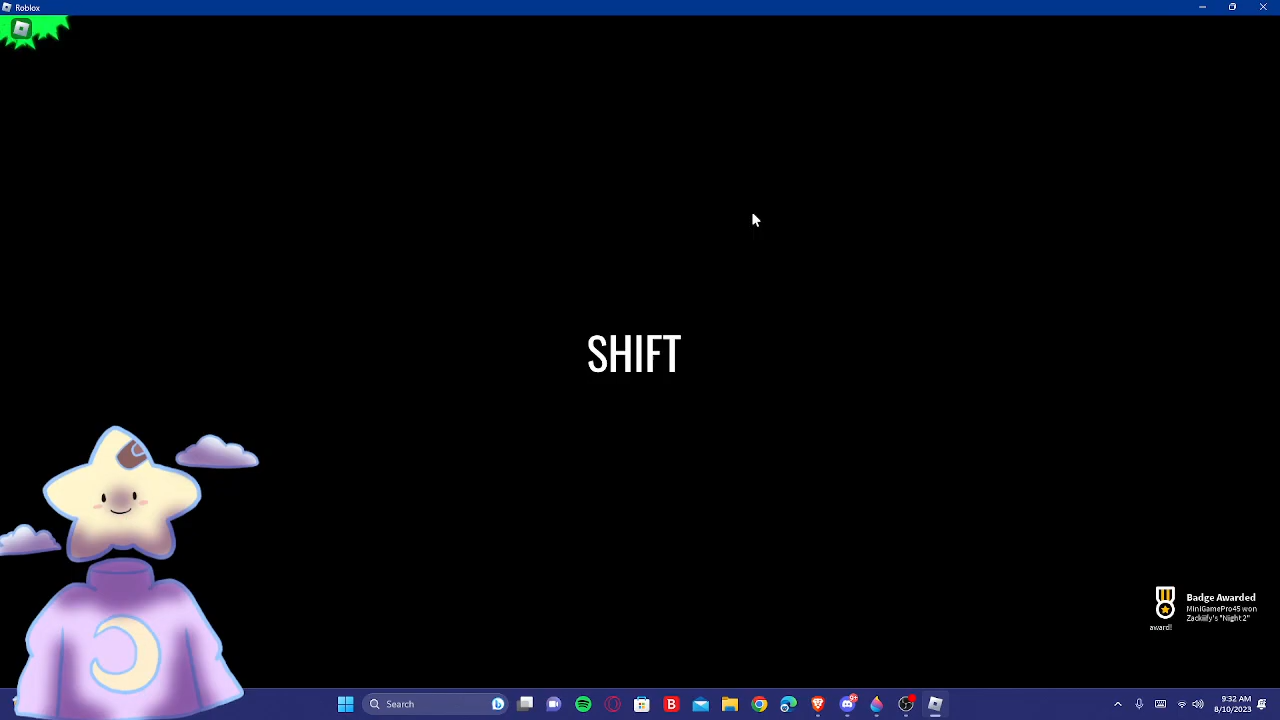 Roblox
SHIFT
Badge Awarded
MiniGamePro45 won
Zackiify's "Night 2"
award!
Search
9:32 AM
8/10/2023